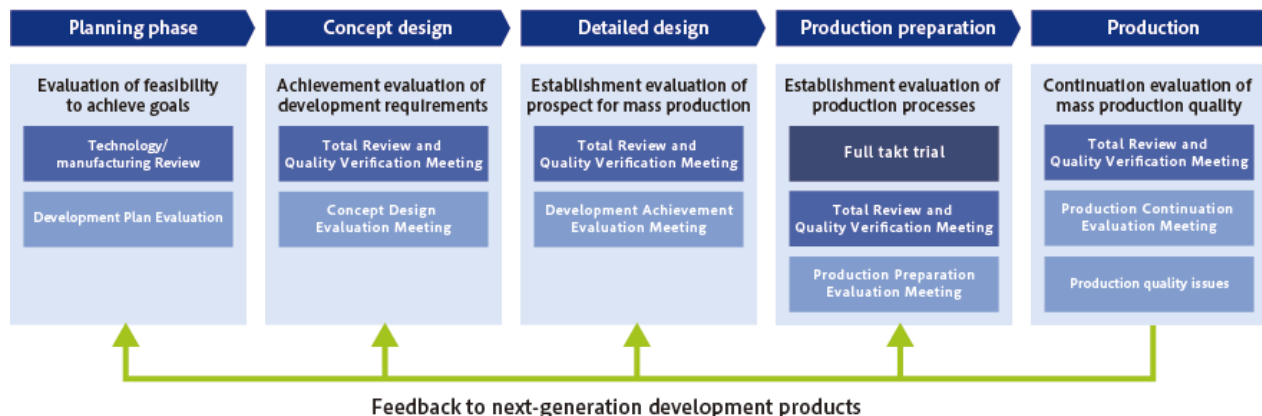 Planning phase
Concept design
Detailed design
Production preparation
Production
Evaluation of feasibility
to achieve goals
Technology/
manufacturing Review
Development Plan Evaluation
Achievement evaluation of
development requirements
Total Review and
Quality Verification Meeting
Concept Design
Evaluation Meeting
Establishment evaluation of
prospect for mass production
Total Review and
Quality Verification Meeting
Development Achievement
Evaluation Meeting
Establishment evaluation of
production processes
Full takt trial
Total Review and
Quality Verification Meeting
Production Preparation
Evaluation Meeting
Continuation evaluation of
mass production quality
Total Review and
Quality Verification Meeting
Production Continuation
Evaluation Meeting
Production quality issues
Feedback to next-generation development products